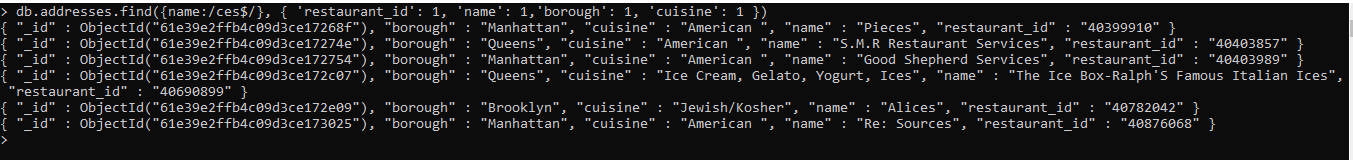 > db.addresses.find({name:/ces$/}, { 'restaurant_id': 1, 'name': 1,'borough': 1, 'cuisine': 1 })
{ "_id" : ObjectId("61e39e2ffb4c09d3ce17268f"), "borough" : "Manhattan", "cuisine" : "American ", "name" : "Pieces", "restaurant_id" : "40399910" }
{ "_id" : ObjectId("61e39e2ffb4c09d3ce17274e"), "borough" : "Queens", "cuisine" : "American ", "name" : "S.M.R Restaurant Services", "restaurant_id" : "40403857" }
{ "_id" : ObjectId("61e39e2ffb4c09d3ce172754"), "borough" : "Manhattan", "cuisine" : "American ", "name" : "Good Shepherd Services", "restaurant_id" : "40403989" }
{ "_id" : ObjectId("61e39e2ffb4c09d3ce172c07"), "borough" : "Queens", "cuisine" : "Ice Cream, Gelato, Yogurt, Ices", "name" : "The Ice Box-Ralph'S Famous Italian Ices",
 "restaurant_id" : "40690899" }
{ "_id" : ObjectId("61e39e2ffb4c09d3ce172e09"), "borough" : "Brooklyn", "cuisine" : "Jewish/Kosher", "name" : "Alices", "restaurant_id" : "40782042" }
{ "_id" : ObjectId("61e39e2ffb4c09d3ce173025"), "borough" : "Manhattan", "cuisine" : "American ", "name" : "Re: Sources", "restaurant_id" : "40876068" }
>